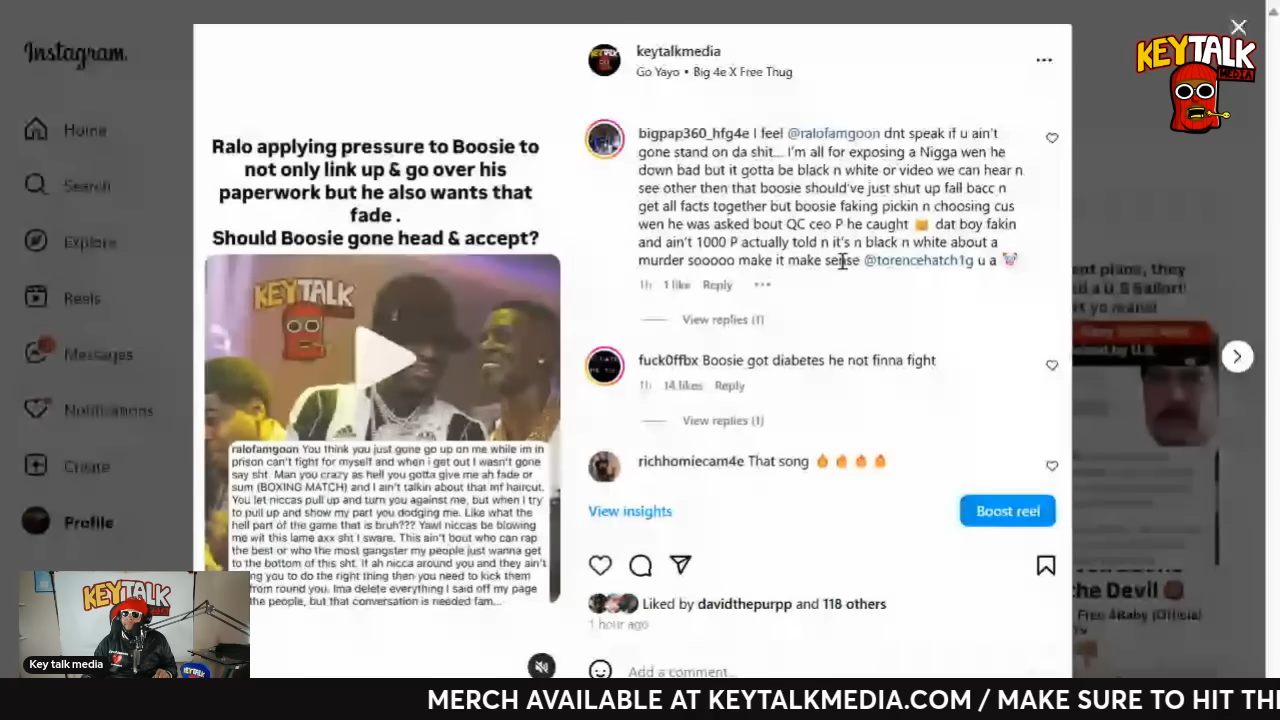 Instagram
Home
Search
Explore
Reels
Messages
Notifications
Create
Profile
Ralo applying pressure to Boosie to
not only link up & go over his
paperwork but he also wants that
fade .
Should Boosie gone head & accept?
KEYTALK
ralofamgoon You think you just gone go up on me while im in
prison can't fight for myself and when i get out I wasn't gone
say sht. Man you crazy as hell you gotta give me ah fade or
sum (BOXING MATCH) and I ain't talkin about that mf haircut.
You let niccas pull up and turn you against me, but when I try
to pull up and show my part you dodging me. Like what the
hell part of the game that is bruh??? Yawl niccas be blowing
me wit this lame axx sht I sware. This ain't bout who can rap
the best or who the most gangster my people just wanna get
to the bottom of this sht. If ah nicca around you and they ain't
ng you to do the right thing then you need to kick them
from round you. Ima delete everything I said off my page
the people, but that conversation is needed fam...
keytalkmedia
Go Yayo • Big 4e X Free Thug
bigpap360_hfg4e I feel @ralofamgoon dnt speak if u ain't
gone stand on da shit... I'm all for exposing a Nigga wen he
down bad but it gotta be black n white or video we can hear n
see other then that boosie should've just shut up fall bacc n
get all facts together but boosie faking pickin n choosing cus
wen he was asked bout QC ceo P he caught 🧢 dat boy fakin
and ain't 1000 P actually told n it's n black n white about a
murder sooooo make it make sense @torencehatch1g u a 🤡
1h 1 like Reply •••
View replies (1)
fuck0ffbx Boosie got diabetes he not finna fight
1h 14 likes Reply
View replies (1)
richhomiecam4e That song 🔥 🔥 🔥 🔥
View insights
Boost reel
Liked by davidthepurpp and 118 others
1 hour ago
Add a comment...
KEYTALK
MEDIA
ent plans, they
d a U S Sailor!
yo mans!
by U.S.
he Devil
Free 4Baby (Official)
KEYTALK
MEDIA
Key talk media
MERCH AVAILABLE AT KEYTALKMEDIA.COM / MAKE SURE TO HIT TH